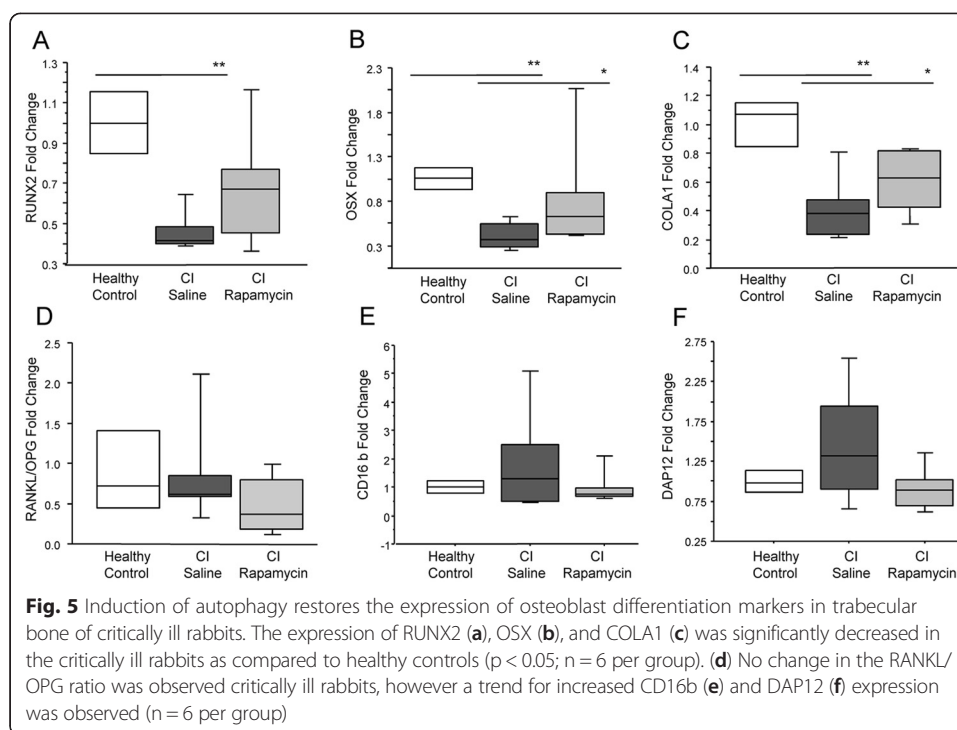 A
RUNX2 Fold Change
1.3
1.1
0.9
0.7
0.5
0.3
**
Healthy Control
CI Saline
CI Rapamycin
B
OSX Fold Change
2.3
1.8
1.3
0.8
0.3
**
*
Healthy Control
CI Saline
CI Rapamycin
C
COLA1 Fold Change
1.4
1.2
1.0
0.8
0.6
0.4
0.2
0.0
**
*
Healthy Control
CI Saline
CI Rapamycin
D
RANKL/OPG Fold Change
2.5
2.0
1.5
1.0
0.5
0.0
Healthy Control
CI Saline
CI Rapamycin
E
CD16 b Fold Change
6
5
4
3
2
1
0
-1
Healthy Control
CI Saline
CI Rapamycin
F
DAP12 Fold Change
2.75
2.25
1.75
1.25
0.75
0.25
Healthy Control
CI Saline
CI Rapamycin
Fig. 5 Induction of autophagy restores the expression of osteoblast differentiation markers in trabecular
bone of critically ill rabbits. The expression of RUNX2 (a), OSX (b), and COLA1 (c) was significantly decreased in
the critically ill rabbits as compared to healthy controls (p < 0.05; n = 6 per group). (d) No change in the RANKL/
OPG ratio was observed critically ill rabbits, however a trend for increased CD16b (e) and DAP12 (f) expression
was observed (n = 6 per group)